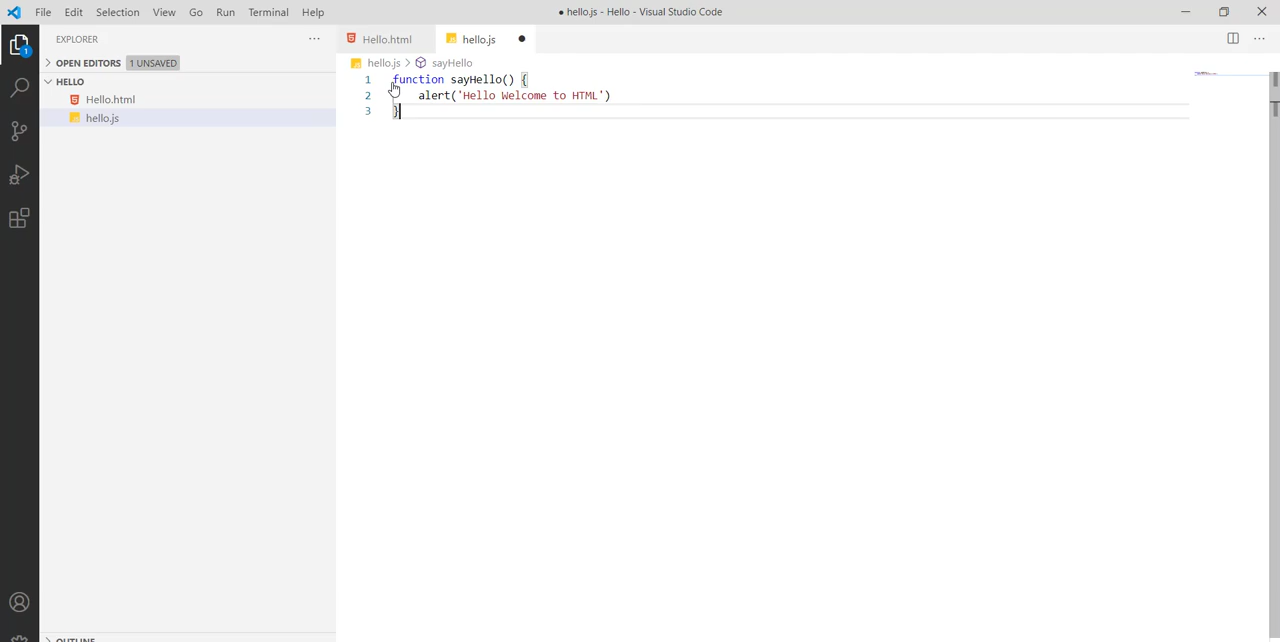 File Edit Selection View Go Run Terminal Help
● hello.js - Hello - Visual Studio Code
EXPLORER
1
OPEN EDITORS 1 UNSAVED
HELLO
Hello.html
hello.js
OUTLINE
Hello.html hello.js
hello.js > sayHello
1 function sayHello() {
2 alert('Hello Welcome to HTML')
3 }